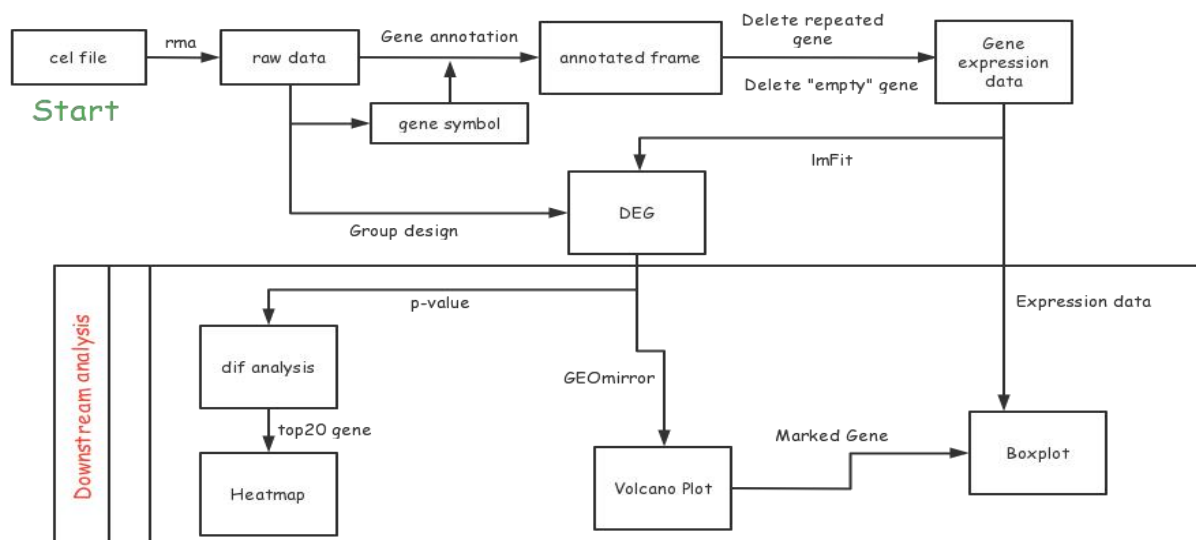 cel file
rma
raw data
Gene annotation
annotated frame
Delete repeated
gene
Delete "empty" gene
Gene
expression
data
Start
gene symbol
lmFit
DEG
Group design
Downstream analysis
p-value
Expression data
dif analysis
GEOmirror
top20 gene
Marked Gene
Boxplot
Heatmap
Volcano Plot